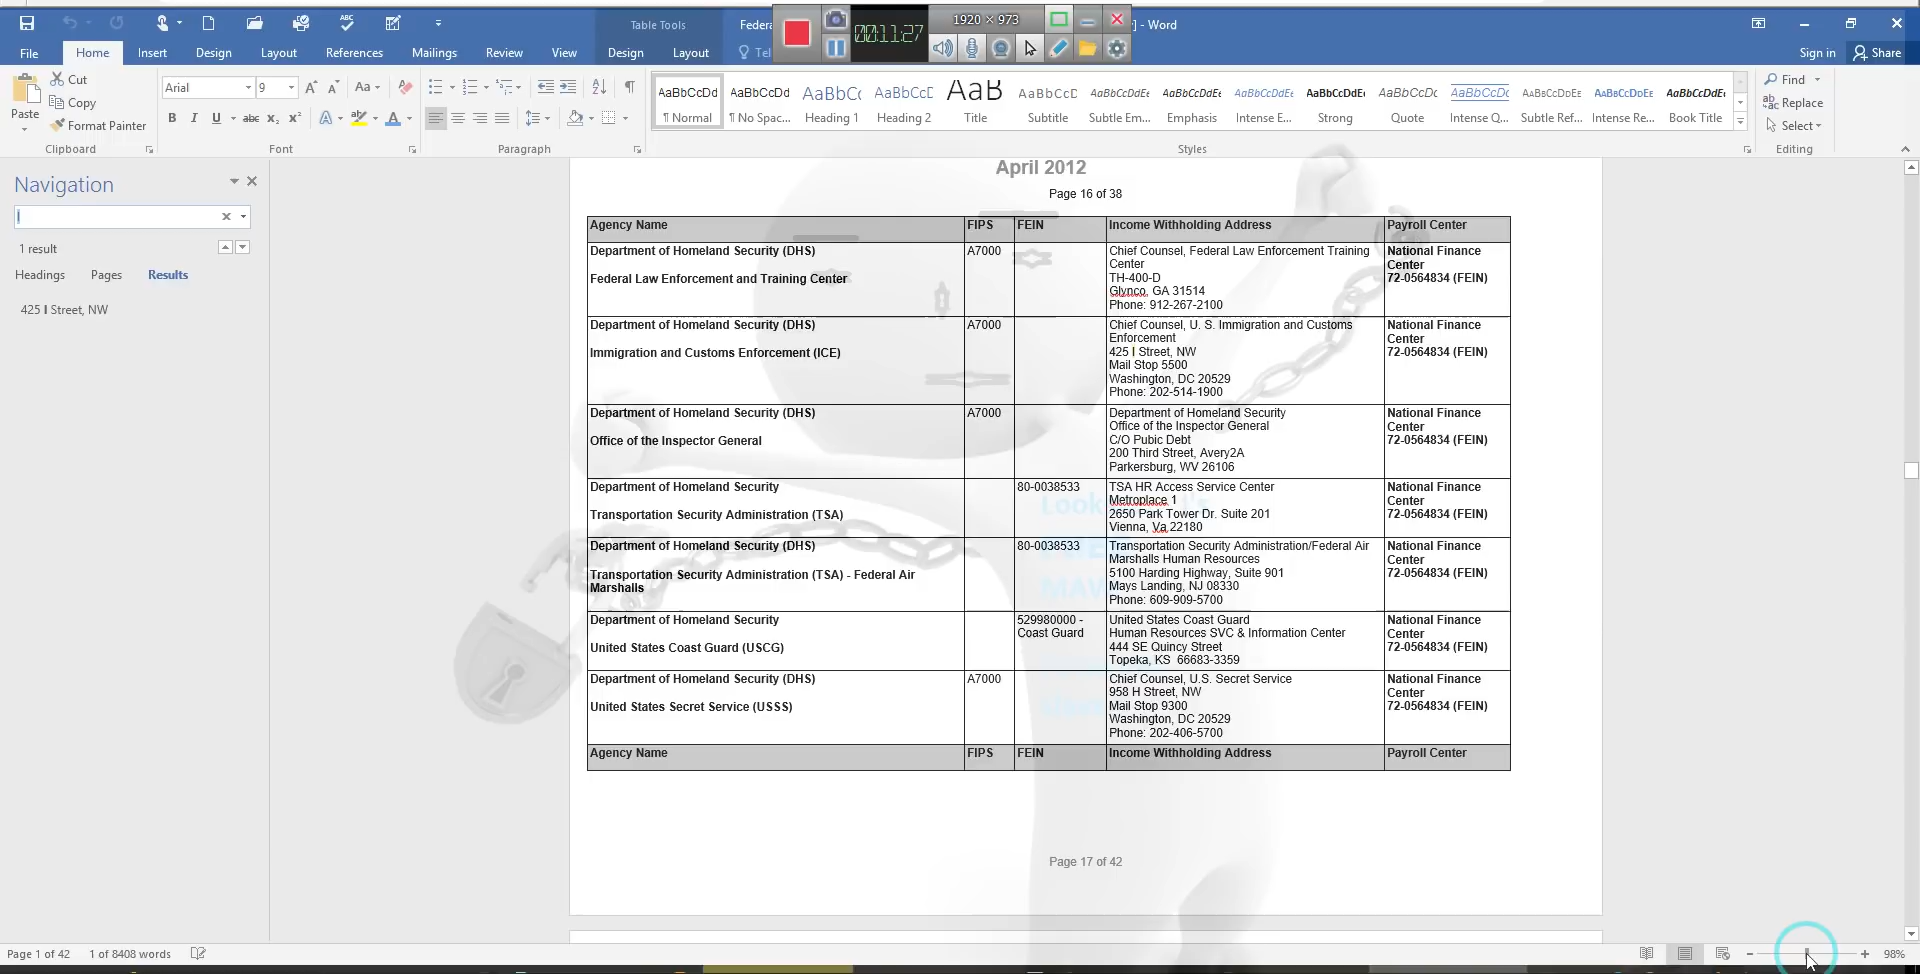 Table Tools
Federa
1920 × 973
00:11:27
] - Word
File
Home
Insert
Design
Layout
References
Mailings
Review
View
Design
Layout
Tel
Sign in
Share
Paste
Cut
Copy
Format Painter
Clipboard
Arial
9
Font
Paragraph
AaBbCcDd
¶ Normal
AaBbCcDd
¶ No Spac...
AaBbCc
Heading 1
AaBbCcD
Heading 2
AaB
Title
AaBbCcD
Subtitle
AaBbCcDdEe
Subtle Em...
AaBbCcDdEe
Emphasis
AaBbCcDdEe
Intense E...
AaBbCcDdEe
Strong
AaBbCcDd
Quote
AaBbCcDd
Intense Q...
AaBbCcDdEe
Subtle Ref...
AaBbCcDdEe
Intense Re...
AaBbCcDdEe
Book Title
Styles
Find
Replace
Select
Editing
Navigation
I
1 result
Headings
Pages
Results
425 I Street, NW
April 2012
Page 16 of 38
Agency Name
FIPS
FEIN
Income Withholding Address
Payroll Center
Department of Homeland Security (DHS)
Federal Law Enforcement and Training Center
A7000
Chief Counsel, Federal Law Enforcement Training
Center
TH-400-D
Glynco, GA 31514
Phone: 912-267-2100
National Finance
Center
72-0564834 (FEIN)
Department of Homeland Security (DHS)
Immigration and Customs Enforcement (ICE)
A7000
Chief Counsel, U. S. Immigration and Customs
Enforcement
425 I Street, NW
Mail Stop 5500
Washington, DC 20529
Phone: 202-514-1900
National Finance
Center
72-0564834 (FEIN)
Department of Homeland Security (DHS)
Office of the Inspector General
A7000
Department of Homeland Security
Office of the Inspector General
C/O Pubic Debt
200 Third Street, Avery2A
Parkersburg, WV 26106
National Finance
Center
72-0564834 (FEIN)
Department of Homeland Security
Transportation Security Administration (TSA)
80-0038533
TSA HR Access Service Center
Metroplace 1
2650 Park Tower Dr. Suite 201
Vienna, Va 22180
National Finance
Center
72-0564834 (FEIN)
Department of Homeland Security (DHS)
Transportation Security Administration (TSA) - Federal Air
Marshalls
80-0038533
Transportation Security Administration/Federal Air
Marshalls Human Resources
5100 Harding Highway, Suite 901
Mays Landing, NJ 08330
Phone: 609-909-5700
National Finance
Center
72-0564834 (FEIN)
Department of Homeland Security
United States Coast Guard (USCG)
529980000 -
Coast Guard
United States Coast Guard
Human Resources SVC & Information Center
444 SE Quincy Street
Topeka, KS 66683-3359
National Finance
Center
72-0564834 (FEIN)
Department of Homeland Security (DHS)
United States Secret Service (USSS)
A7000
Chief Counsel, U.S. Secret Service
958 H Street, NW
Mail Stop 9300
Washington, DC 20529
Phone: 202-406-5700
National Finance
Center
72-0564834 (FEIN)
Agency Name
FIPS
FEIN
Income Withholding Address
Payroll Center
Page 17 of 42
Page 1 of 42
1 of 8408 words
98%